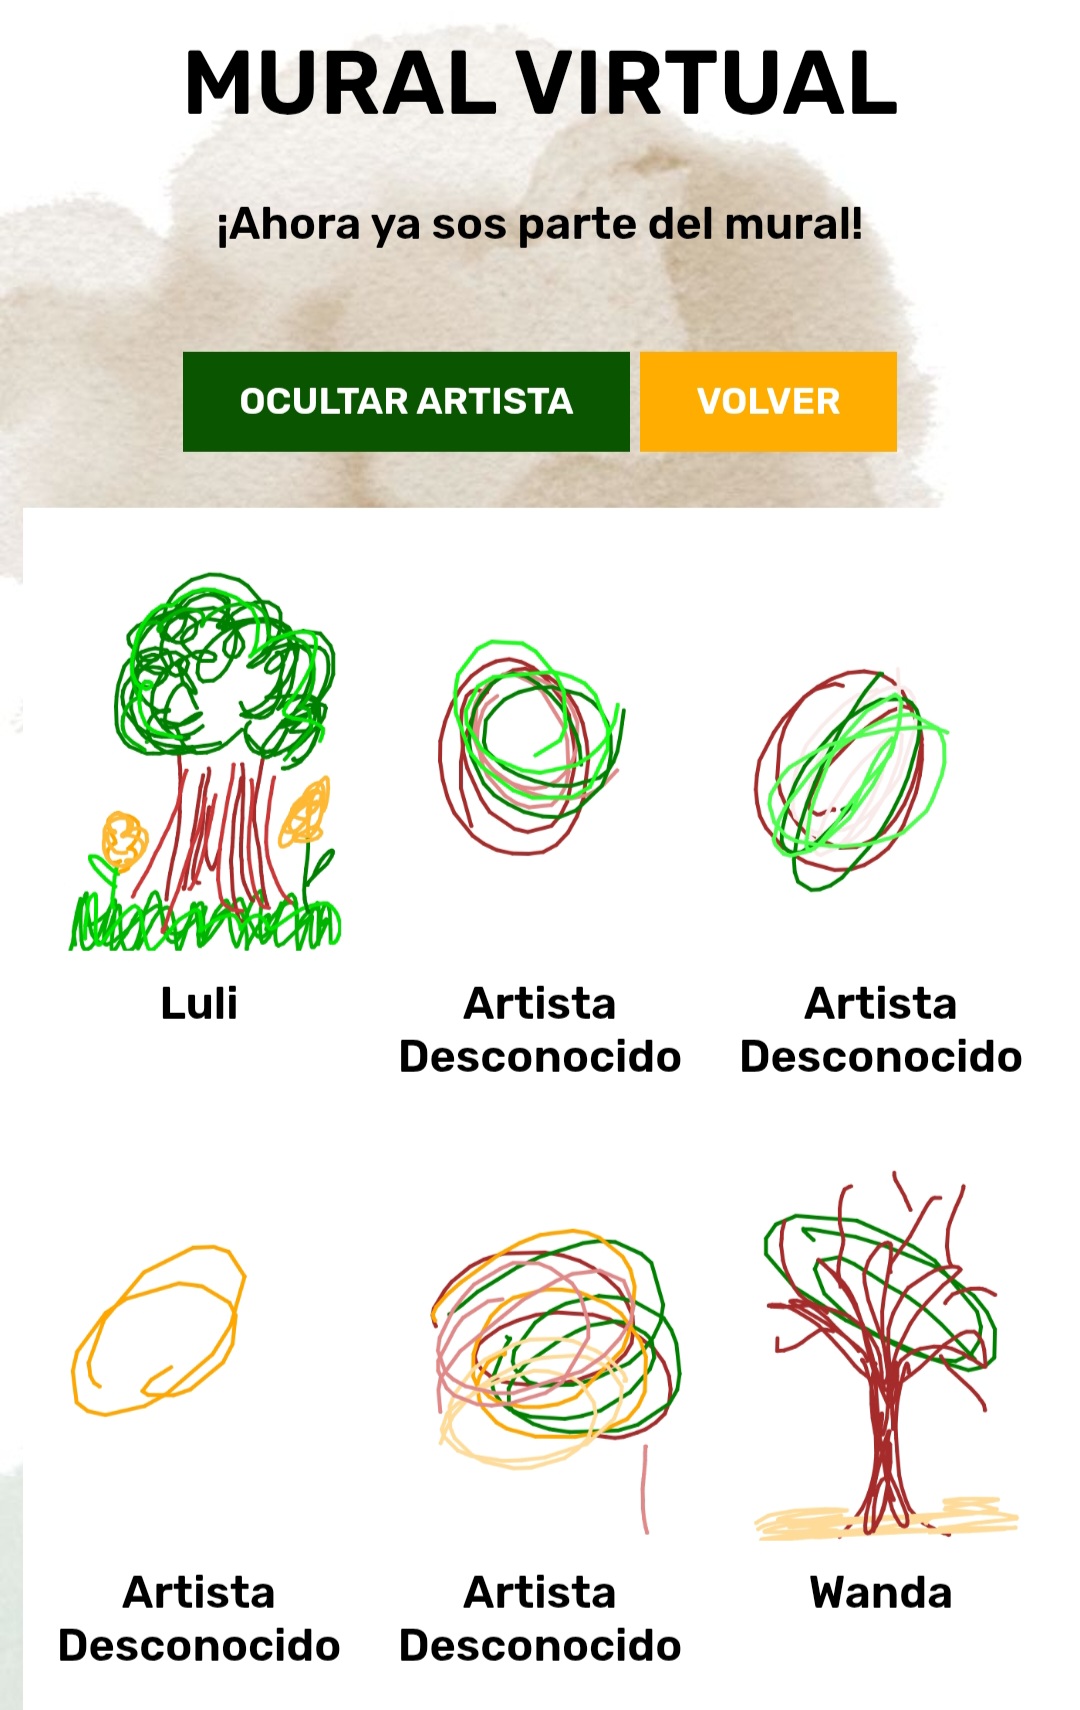 MURAL VIRTUAL
¡Ahora ya sos parte del mural!
OCULTAR ARTISTA
VOLVER
Luli
Artista
Desconocido
Artista
Desconocido
Artista
Desconocido
Artista
Desconocido
Wanda